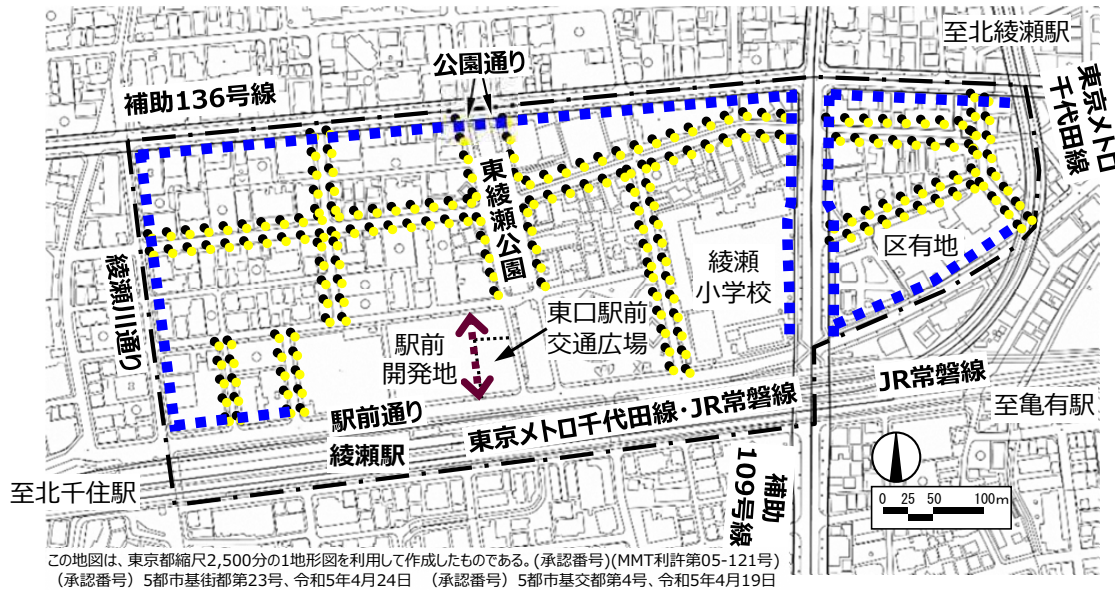 至北綾瀬駅
公園通り
補助136号線
東京メトロ
千代田線
東綾瀬公園
綾瀬川通り
綾瀬
小学校
区有地
東口駅前
交通広場
駅前
開発地
駅前通り
綾瀬駅
東京メトロ千代田線・JR常磐線
JR常磐線
至亀有駅
至北千住駅
補助
109号線
0 25 50 100m
この地図は、東京都縮尺2,500分の1地形図を利用して作成したものである。(承認番号)(MMT利許第05-121号)
(承認番号) 5都市基街都第23号、令和5年4月24日 (承認番号) 5都市基交都第4号、令和5年4月19日